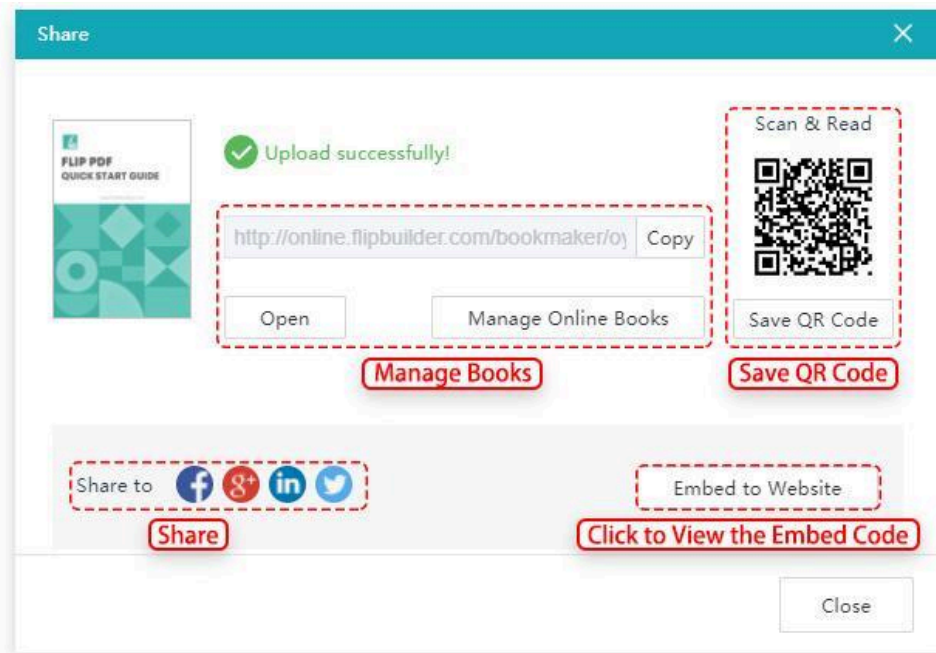 Share
Scan & Read
FLIP PDF
QUICK START GUIDE
Upload successfully!
http://online.flipbuilder.com/bookmaker/oy
Copy
Open
Manage Online Books
Save QR Code
Manage Books
Save QR Code
Share to
Embed to Website
Share
Click to View the Embed Code
Close